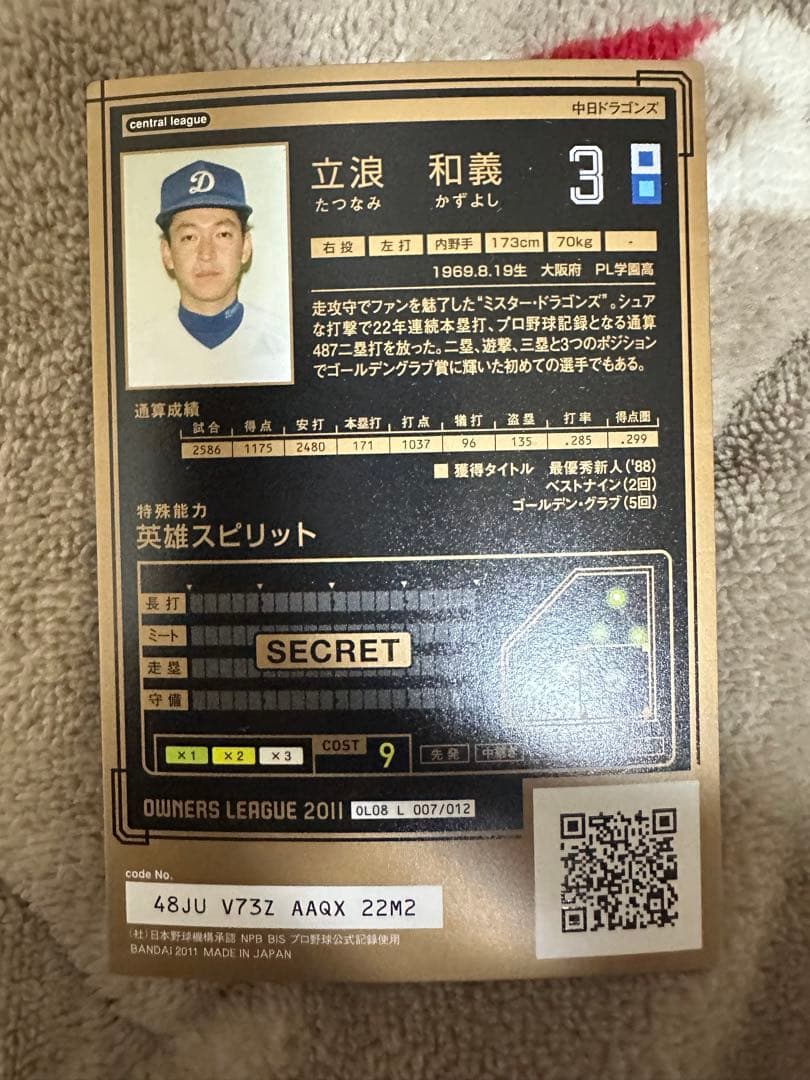 central league
中日ドラゴンズ
D
立浪 和義
たつなみ かずよし
3
右投 左打 内野手 173cm 70kg -
1969.8.19生 大阪府 PL学園高
走攻守でファンを魅了した“ミスター・ドラゴンズ”。シュア
な打撃で22年連続本塁打、プロ野球記録となる通算
487二塁打を放った。二塁、遊撃、三塁と3つのポジション
でゴールデングラブ賞に輝いた初めての選手でもある。
通算成績
試合 得点 安打 本塁打 打点 犠打 盗塁 打率 得点圏
2586 1175 2480 171 1037 96 135 .285 .299
獲得タイトル 最優秀新人('88)
ベストナイン(2回)
ゴールデン・グラブ(5回)
特殊能力
英雄スピリット
長打
ミート
走塁
守備
SECRET
×1 ×2 ×3 COST 9 先発
OWNERS LEAGUE 2011 OL08 L 007/012
code No.
48JU V73Z AAQX 22M2
(社)日本野球機構承認 NPB BIS プロ野球公式記録使用
BANDAI 2011 MADE IN JAPAN